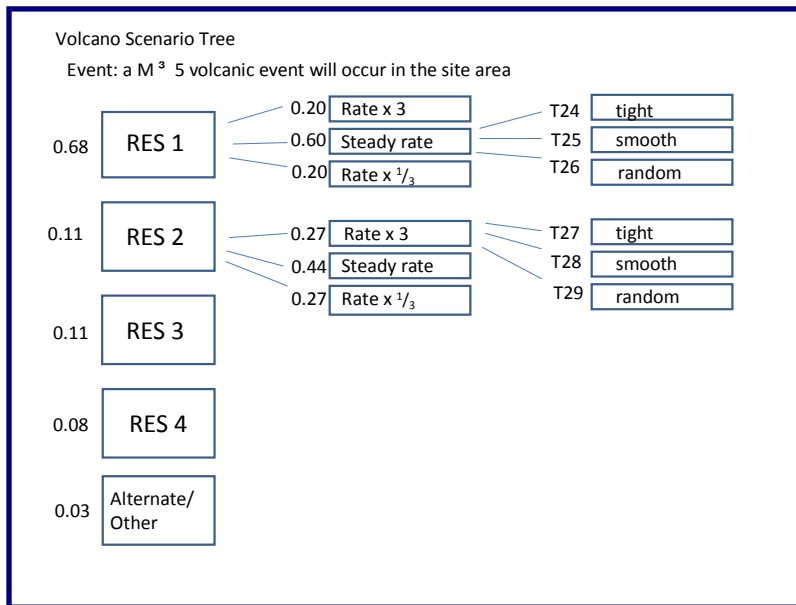 Volcano Scenario Tree
Event: a M ³ 5 volcanic event will occur in the site area
0.68 RES 1
0.20 Rate x 3
0.60 Steady rate
0.20 Rate x 1/3
T24 tight
T25 smooth
T26 random
0.11 RES 2
0.27 Rate x 3
0.44 Steady rate
0.27 Rate x 1/3
T27 tight
T28 smooth
T29 random
0.11 RES 3
0.08 RES 4
0.03 Alternate/
Other